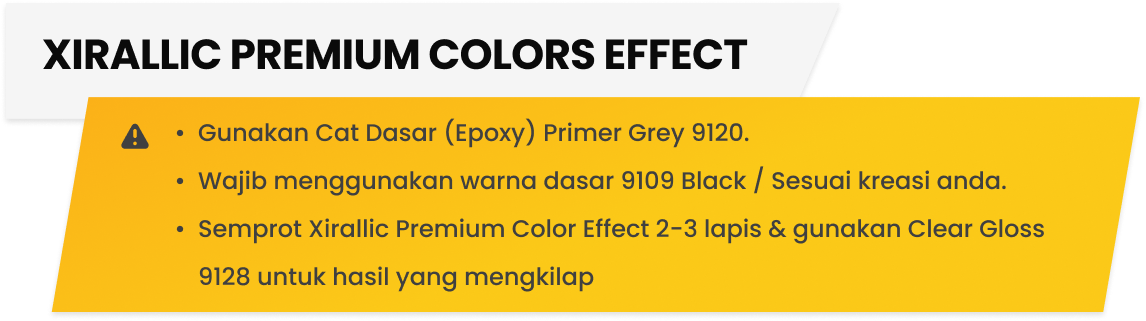 XIRALLIC PREMIUM COLORS EFFECT
• Gunakan Cat Dasar (Epoxy) Primer Grey 9120.
• Wajib menggunakan warna dasar 9109 Black / Sesuai kreasi anda.
• Semprot Xirallic Premium Color Effect 2-3 lapis & gunakan Clear Gloss
9128 untuk hasil yang mengkilap